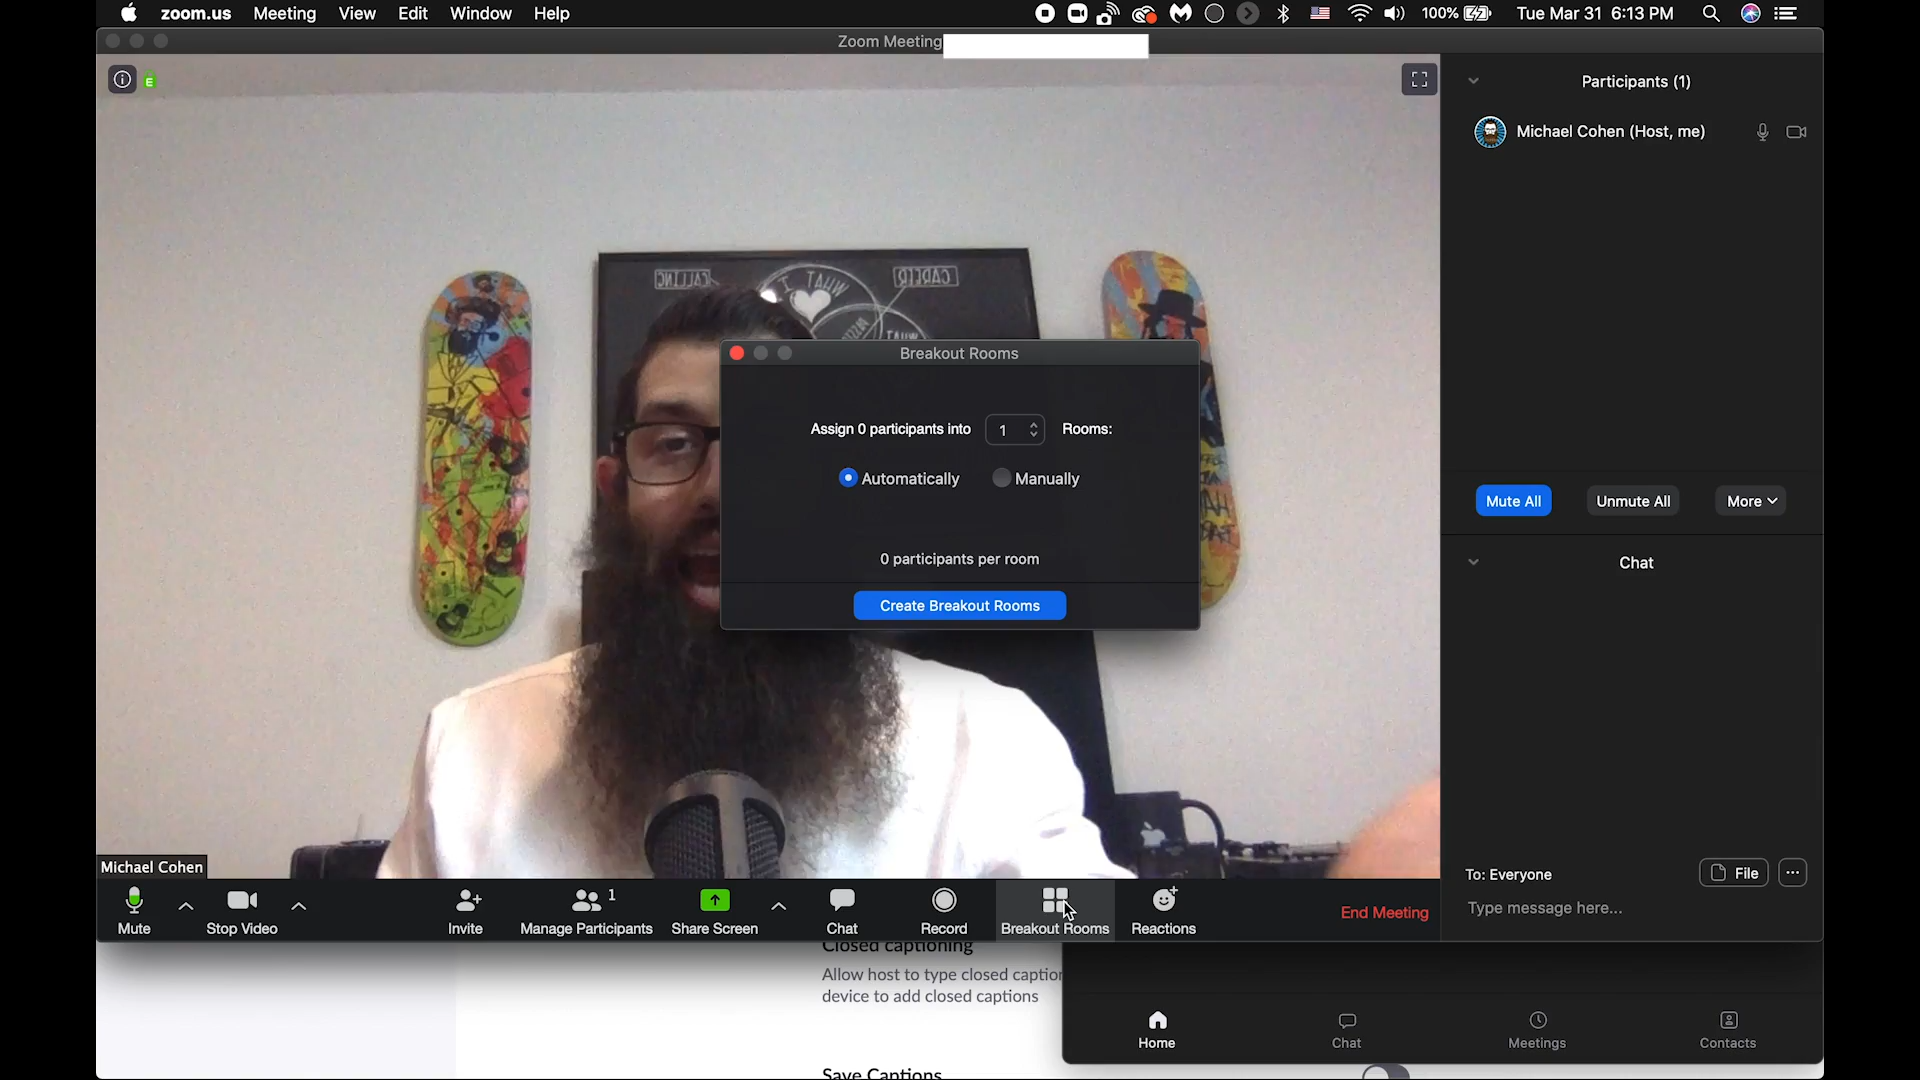 zoom.us Meeting View Edit Window Help
100% Tue Mar 31 6:13 PM
Zoom Meeting
Participants (1)
Michael Cohen (Host, me)
CALLING
CAREER
WHAT I
WHAT
Breakout Rooms
Assign 0 participants into 1 Rooms:
Automatically Manually
0 participants per room
Create Breakout Rooms
Mute All Unmute All More
Chat
To: Everyone File
Type message here...
Michael Cohen
Mute Stop Video Invite Manage Participants 1 Share Screen Chat Record Breakout Rooms Reactions End Meeting
Closed captioning
Allow host to type closed captio
device to add closed captions
Save Captions
Home Chat Meetings Contacts